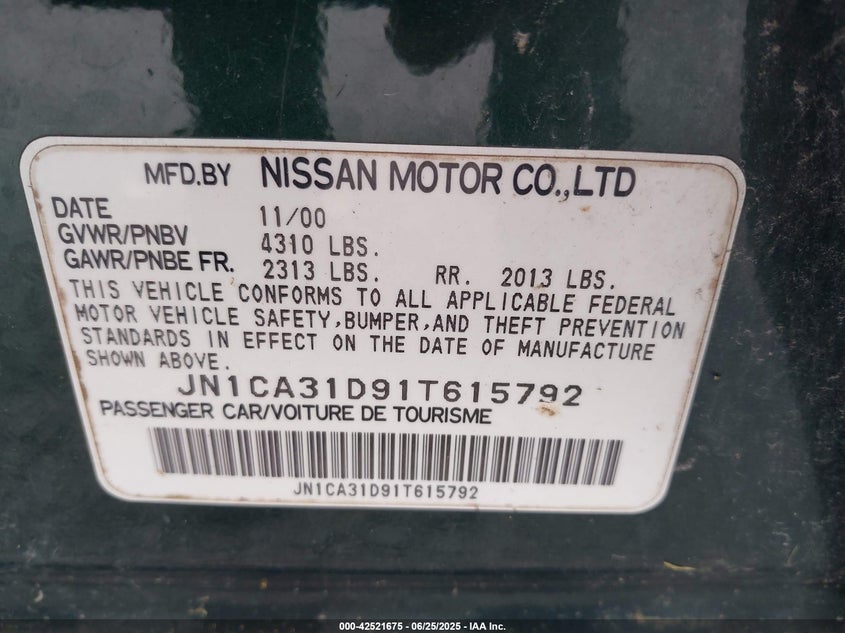 MFD.BY NISSAN MOTOR CO.,LTD
DATE 11/00
GVWR/PNBV 4310 LBS.
GAWR/PNBE FR. 2313 LBS. RR. 2013 LBS.
THIS VEHICLE CONFORMS TO ALL APPLICABLE FEDERAL
MOTOR VEHICLE SAFETY,BUMPER,AND THEFT PREVENTION
STANDARDS IN EFFECT ON THE DATE OF MANUFACTURE
SHOWN ABOVE.
JN1CA31D91T615792
PASSENGER CAR/VOITURE DE TOURISME
JN1CA31D91T615792
000-42521675 - 06/25/2025 - IAA Inc.